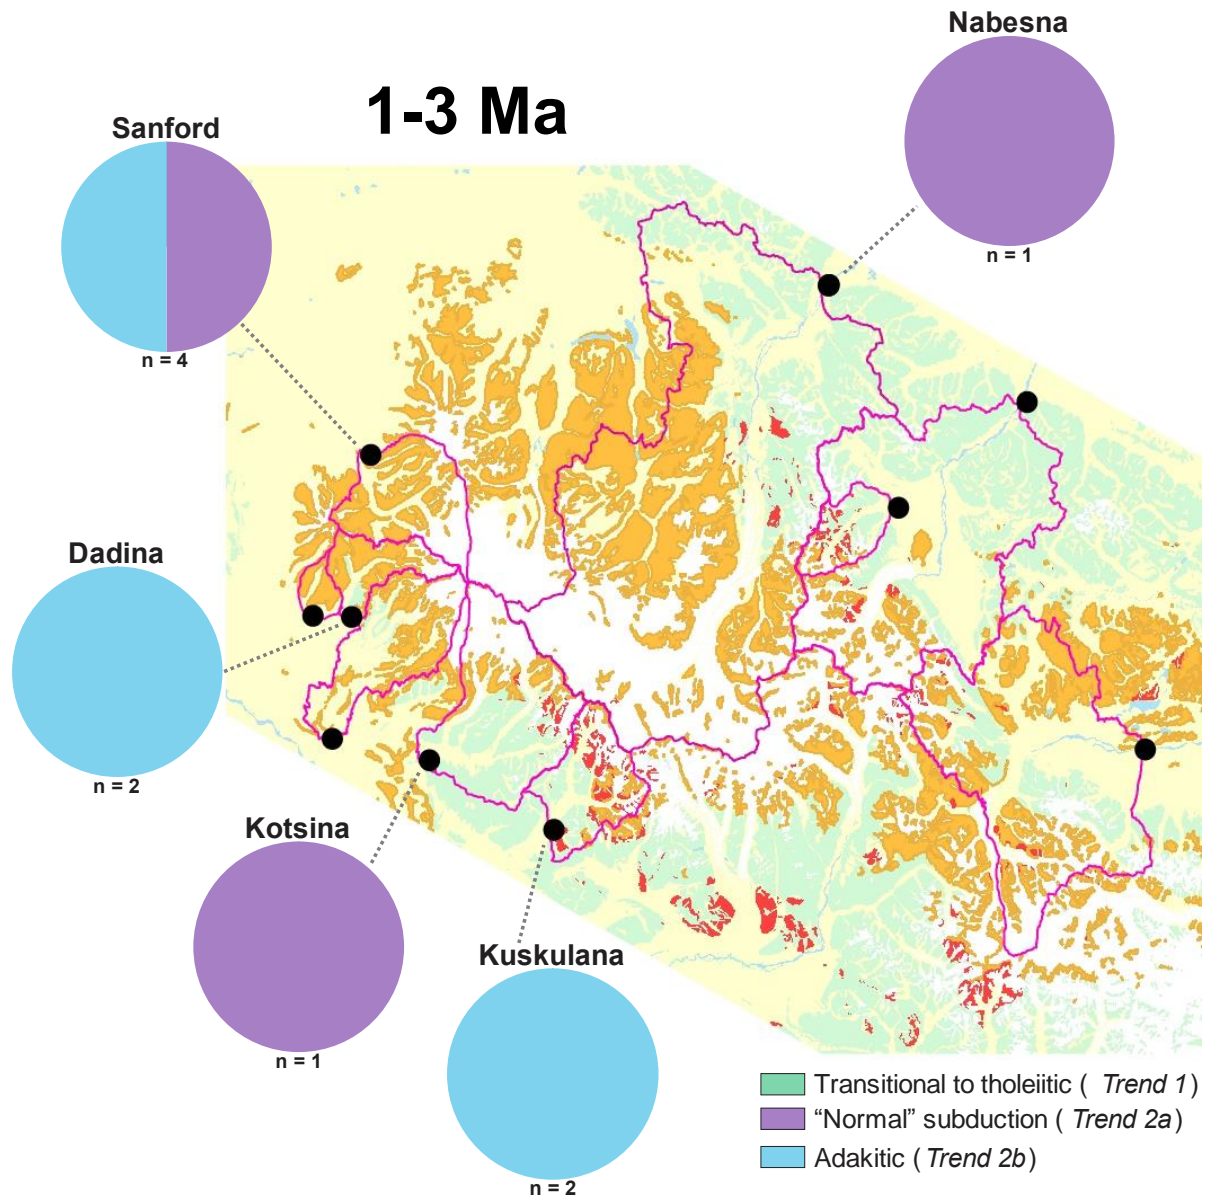 Nabesna
1-3 Ma
Sanford
n = 1
n = 4
Dadina
n = 2
Kotsina
n = 1
Kuskulana
n = 2
Transitional to tholeiitic ( Trend 1)
“Normal” subduction ( Trend 2a)
Adakitic ( Trend 2b)